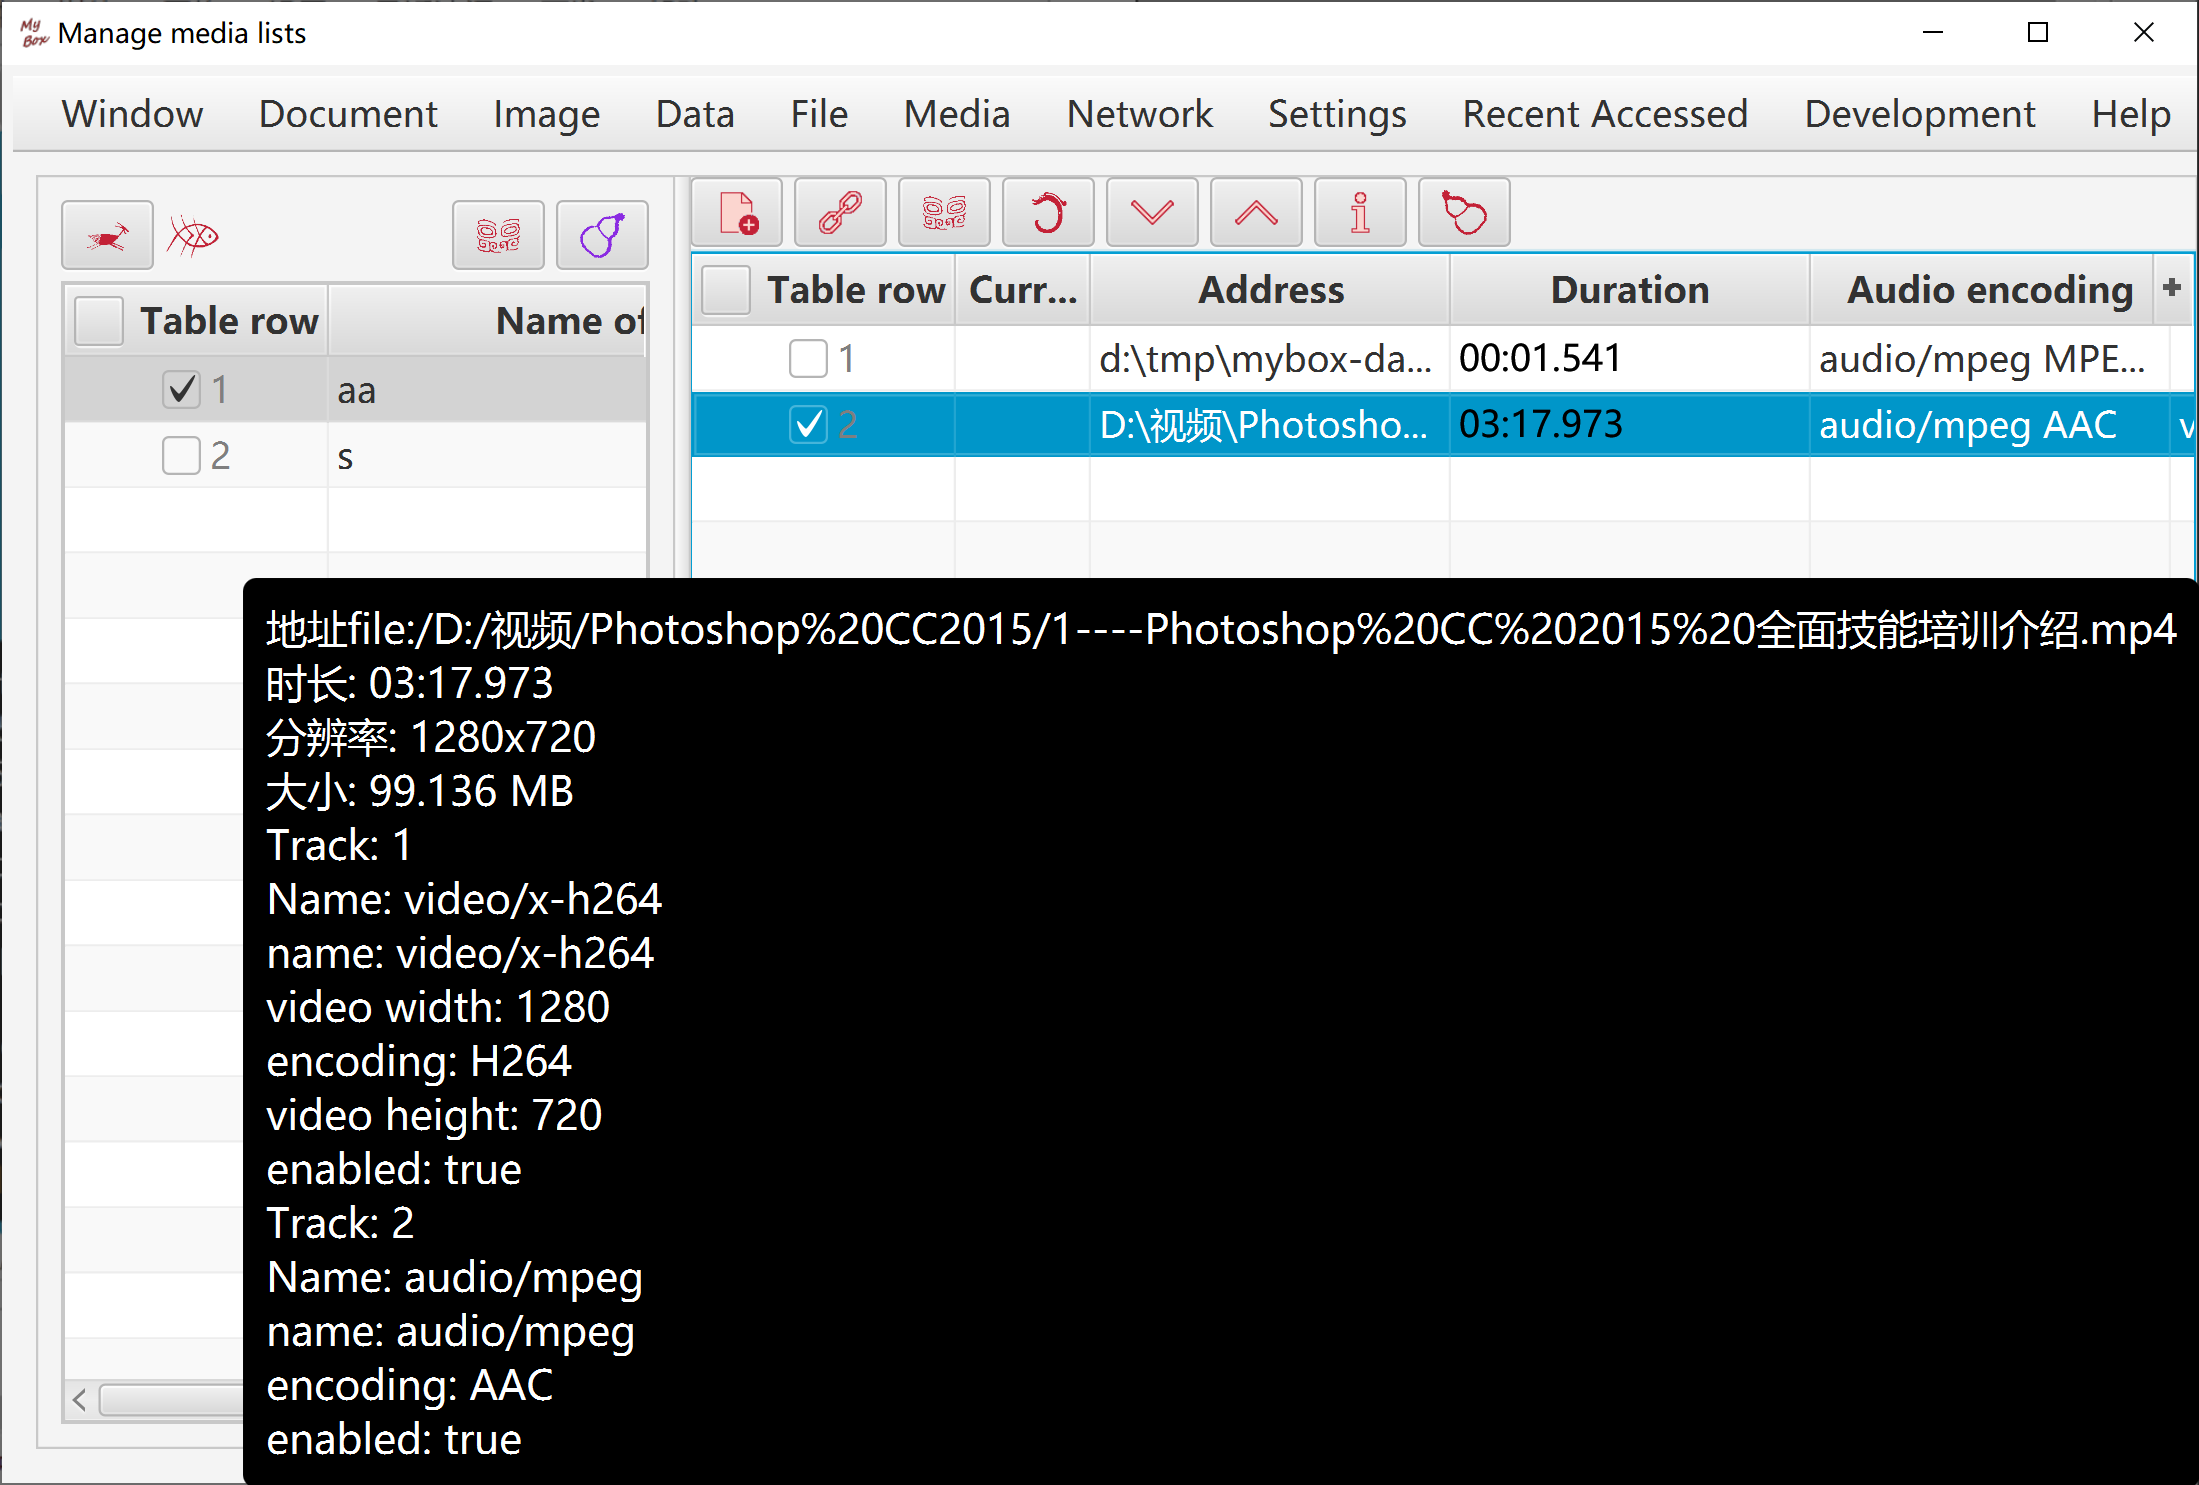 My Box Manage media lists
Window Document Image Data File Media Network Settings Recent Accessed Development Help
Table row Name of
1 aa
2 s
Table row Curr... Address Duration Audio encoding +
1 d:\tmp\mybox-da... 00:01.541 audio/mpeg MPE...
2 D:\视频\Photosho... 03:17.973 audio/mpeg AAC v
地址file:/D:/视频/Photoshop%20CC2015/1----Photoshop%20CC%202015%20全面技能培训介绍.mp4
时长: 03:17.973
分辨率: 1280x720
大小: 99.136 MB
Track: 1
Name: video/x-h264
name: video/x-h264
video width: 1280
encoding: H264
video height: 720
enabled: true
Track: 2
Name: audio/mpeg
name: audio/mpeg
encoding: AAC
enabled: true